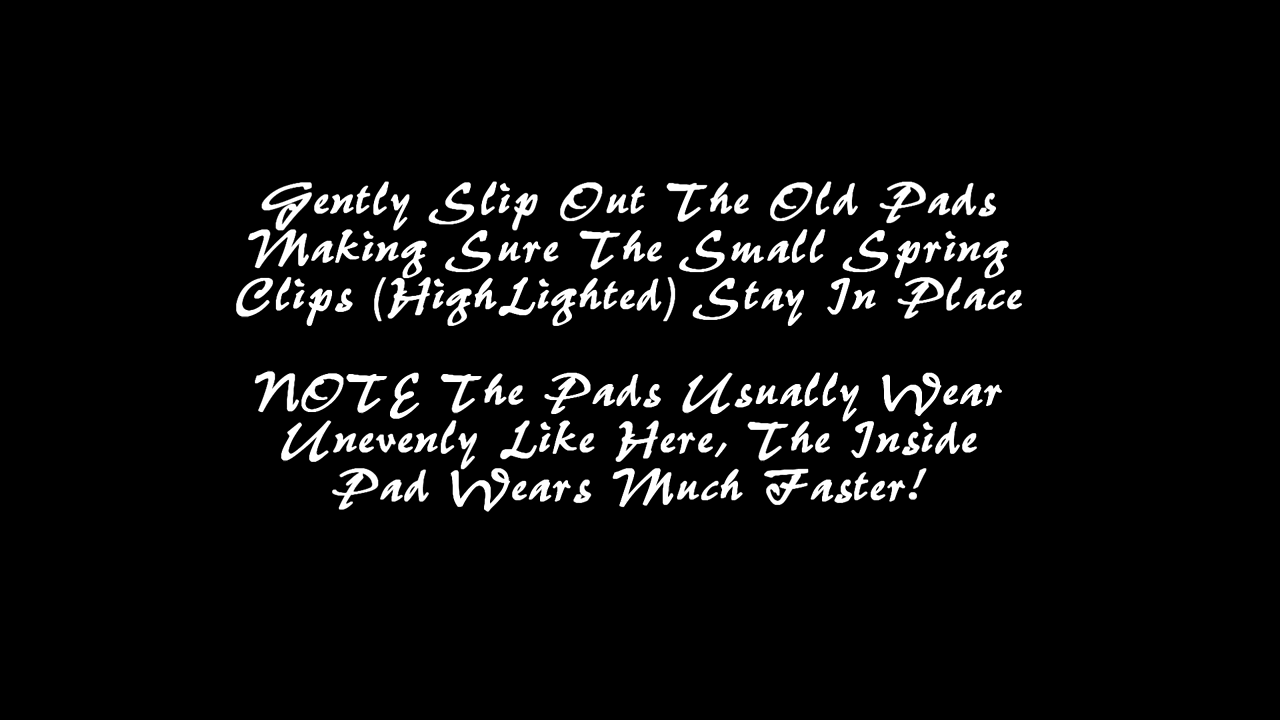 Gently Slip Out The Old Pads
Making Sure The Small Spring
Clips (HighLighted) Stay In Place
NOTE The Pads Usually Wear
Unevenly Like Here, The Inside
Pad Wears Much Faster!